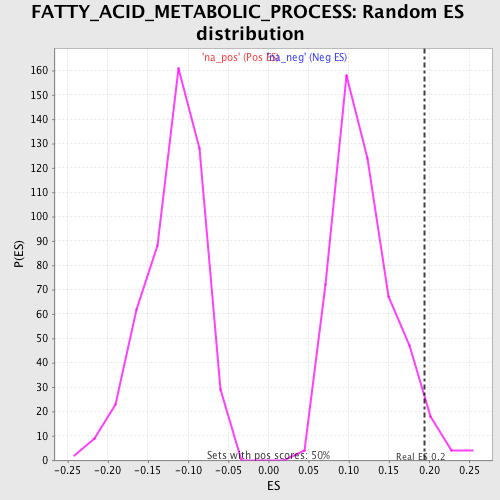 FATTY_ACID_METABOLIC_PROCESS: Random ES
distribution
'na_pos' (Pos ES)
'na_neg' (Neg ES)
160
150
140
130
120
110
100
90
80
70
60
50
40
30
20
10
0
P(ES)
Sets with pos scores: 50%
Real ES 0.2
-0.25 -0.20 -0.15 -0.10 -0.05 0.00 0.05 0.10 0.15 0.20 0.25
ES